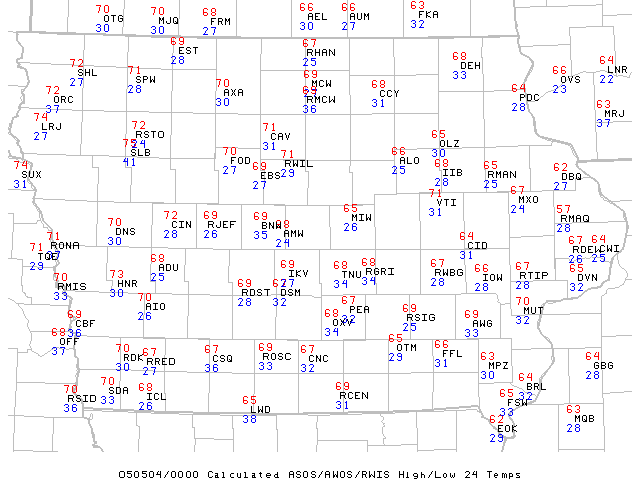 70 OTG 30
70 MJQ 30
68 FRM 27
66 AEL 30
66 AUM 27
63 FKA 32
69 EST 28
67 RHAN 25
68 DEH 33
64 LNR 22
72 SHL 27
71 SPW 28
69 MCW
RMCW 36
66 OVS 23
72 ORC 37
70 AXA 30
68 CCY 31
64 PDC 28
63 MRJ 37
74 LRJ 27
72 RSTO 24
SLB 41
71 CAV 31
65 OLZ 30
70 FOD 27
69 EBS 27
71 RWIL 29
66 ALO 25
68 IIB 28
65 RMAN 25
62 DBQ 27
74 SUX 31
71 VTI 31
67 MXO 24
70 DNS 30
72 CIN 28
69 RJEF 26
69 BNW 35
AMW 24
65 MIW 26
57 RMAQ 28
71 RONA
71 29
64 CID 31
67 RDEW 26
64 CWI 25
70 RMIS 33
73 HNR 30
68 ADU 25
69 IKV 27
68 TNU 34
68 RGRI 34
67 RWBG 28
66 IOW 28
67 RTIP 28
65 DVN 32
70 AIO 26
69 RDST 28
DSM 32
67 PEA 32
70 MUT 32
69 CBF 36
68 OXV 34
69 RSIG 25
69 AWG 33
68 OFF 37
70 RDK 30
67 RRED 27
67 CSQ 36
69 ROSC 33
67 CNC 32
65 OTM 29
66 FFL 31
63 MPZ 30
64 GBG 28
70 RSID 36
70 SDA 33
68 ICL 26
65 LWD 38
69 RCEN 31
64 BRL 32
65 FSW 33
62 EOK 29
63 MQB 28
050504/0000 Calculated ASOS/AWOS/RWIS High/Low 24 Temps